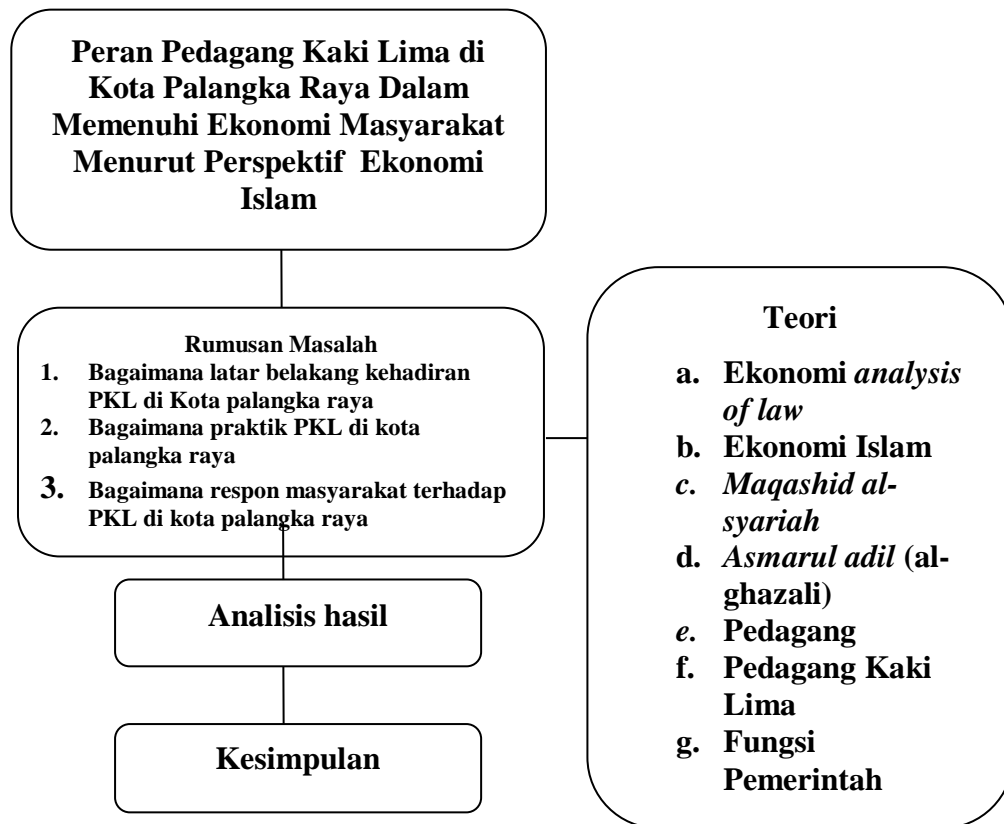 Peran Pedagang Kaki Lima di
Kota Palangka Raya Dalam
Memenuhi Ekonomi Masyarakat
Menurut Perspektif Ekonomi
Islam
Rumusan Masalah
1. Bagaimana latar belakang kehadiran
PKL di Kota palangka raya
2. Bagaimana praktik PKL di kota
palangka raya
3. Bagaimana respon masyarakat terhadap
PKL di kota palangka raya
Analisis hasil
Kesimpulan
Teori
a. Ekonomi analysis
of law
b. Ekonomi Islam
c. Maqashid al-
syariah
d. Asmarul adil (al-
ghazali)
e. Pedagang
f. Pedagang Kaki
Lima
g. Fungsi
Pemerintah